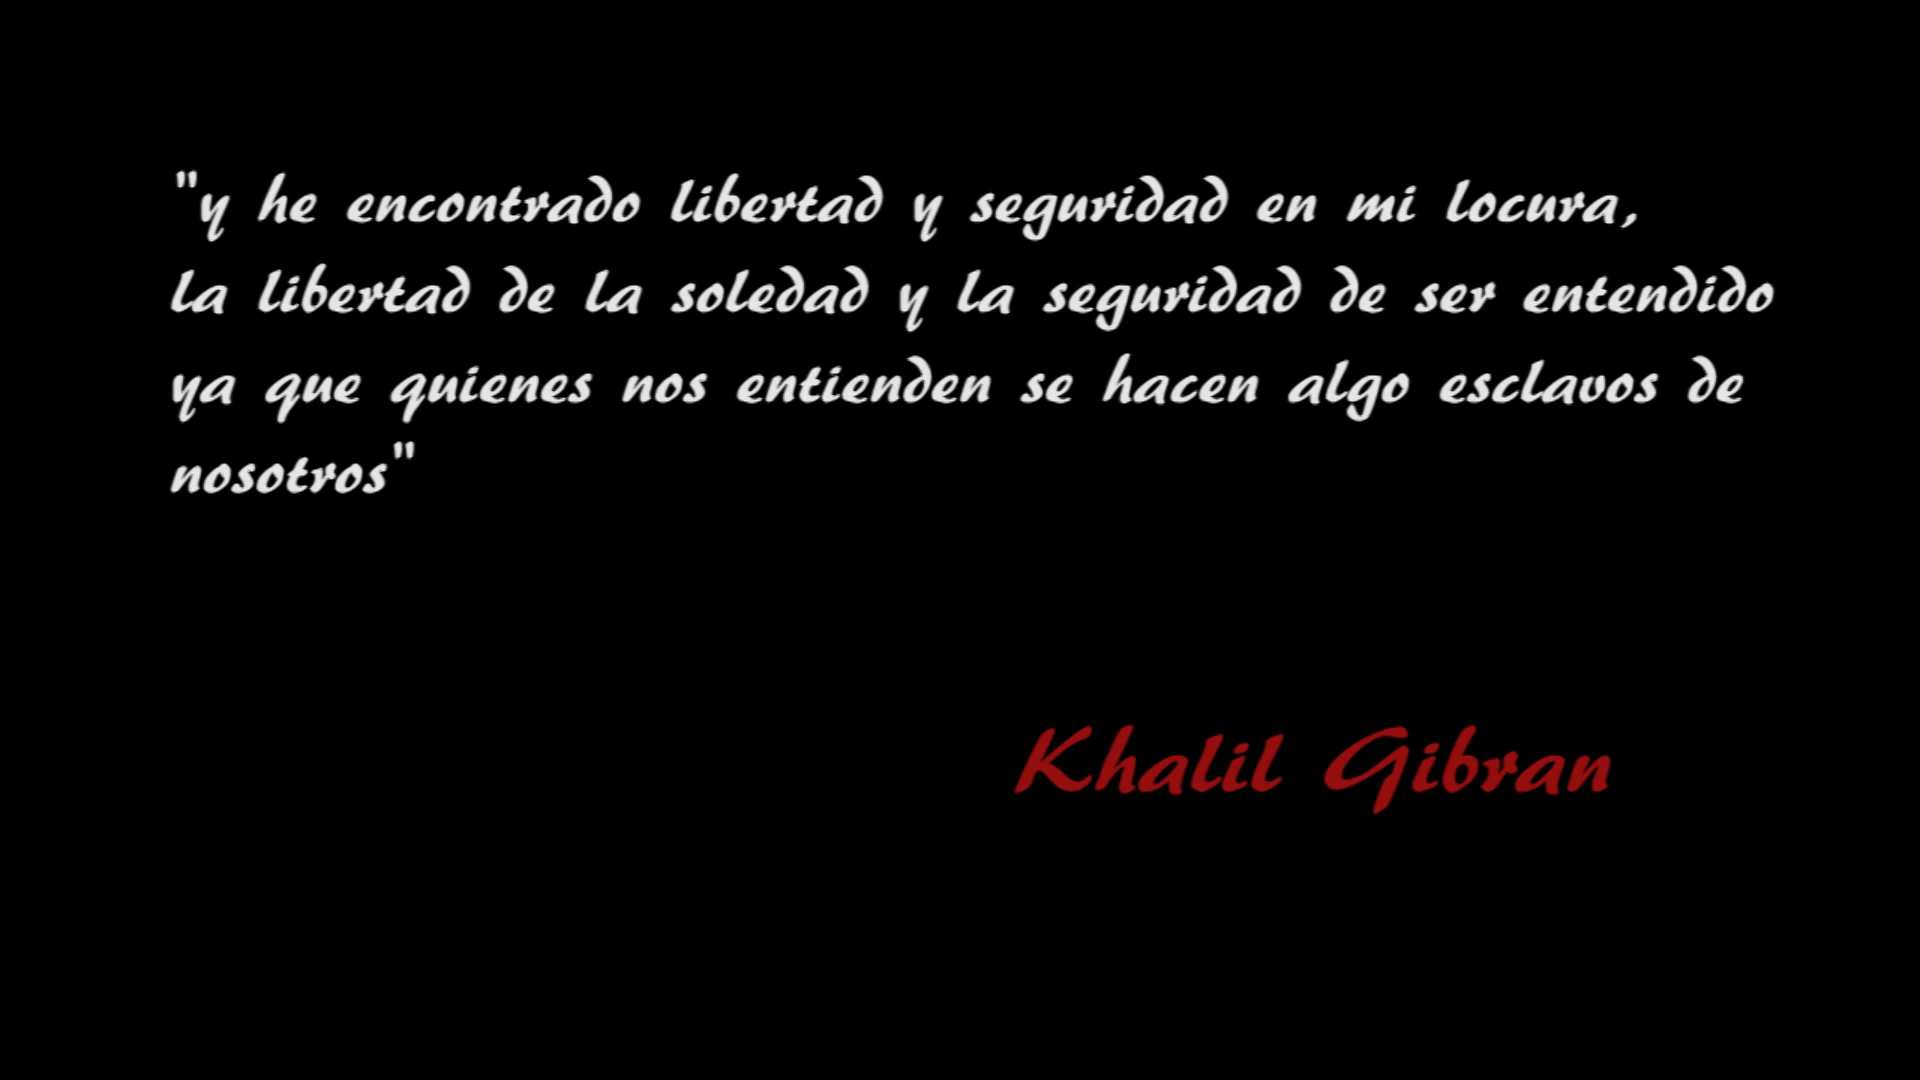 "y he encontrado libertad y seguridad en mi locura,
la libertad de la soledad y la seguridad de ser entendido
ya que quienes nos entienden se hacen algo esclavos de
nosotros"
Khalil Gibran